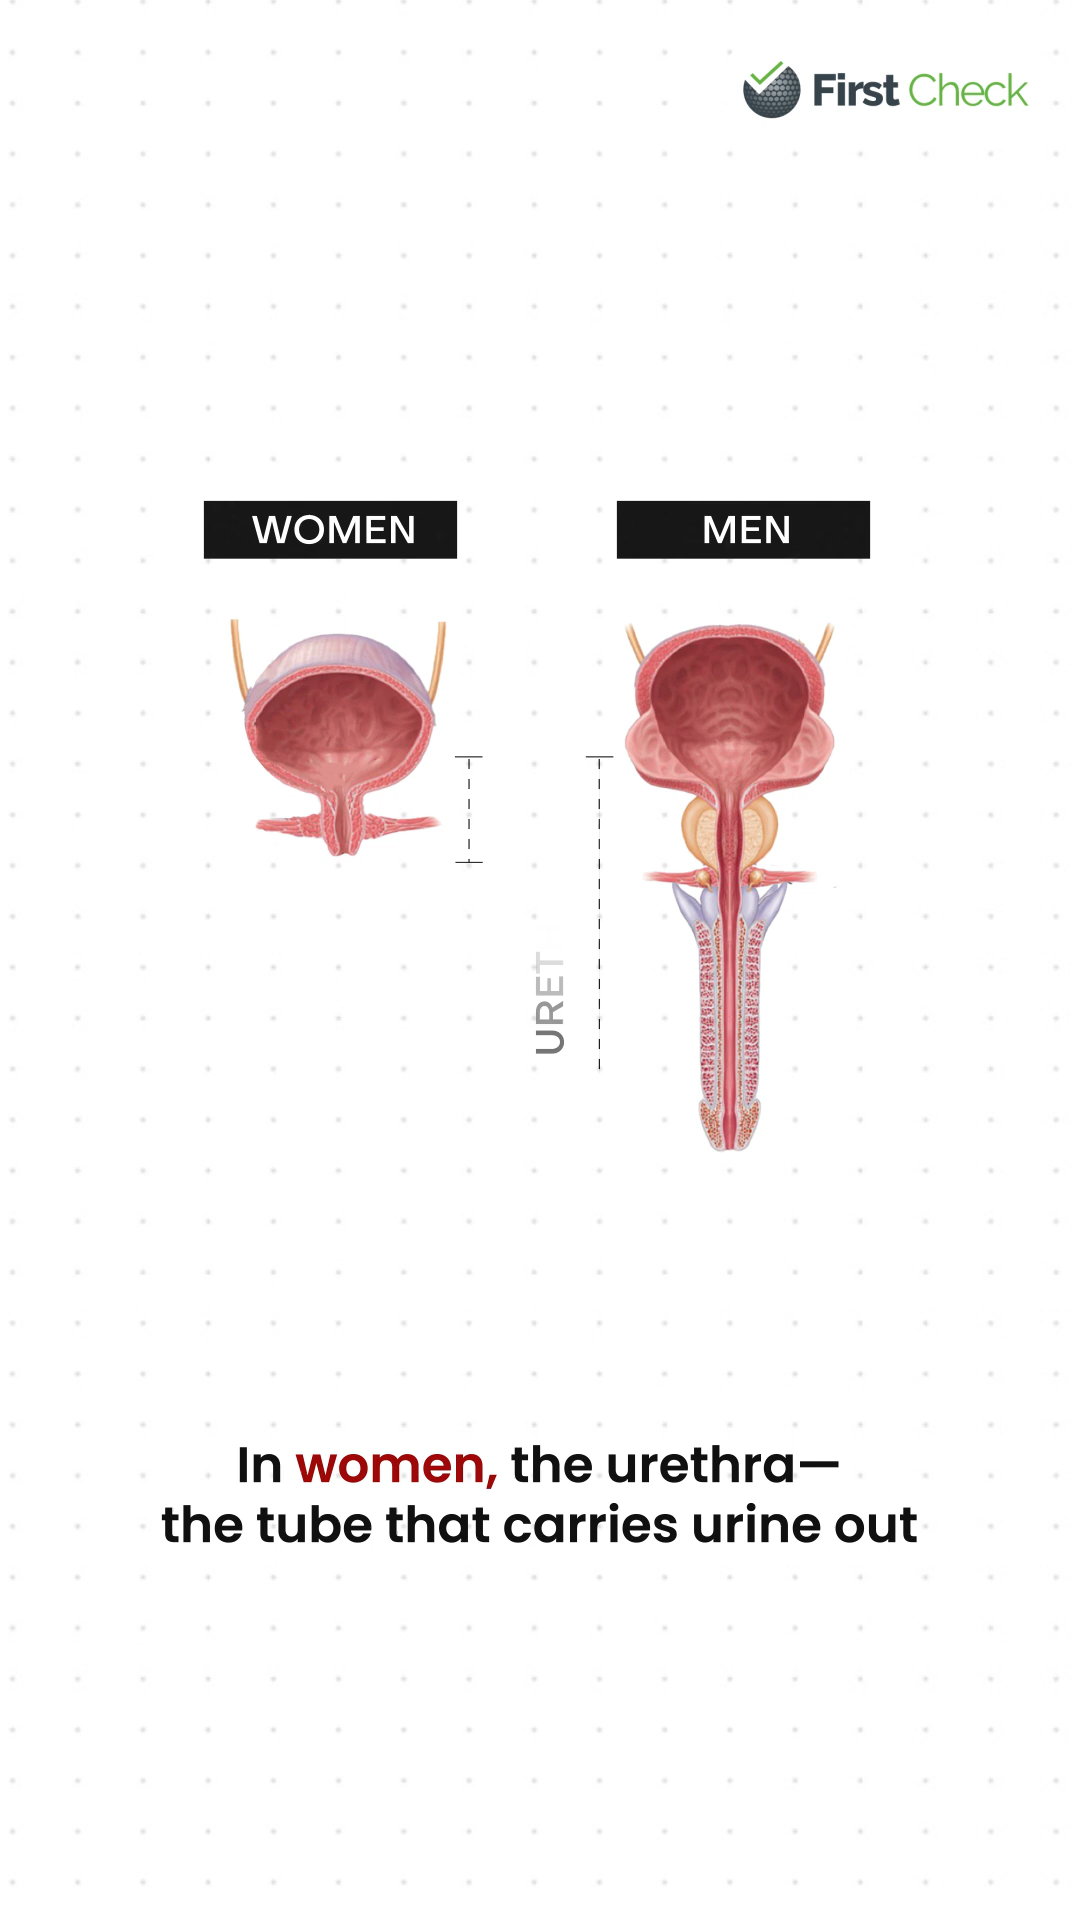 First Check
WOMEN
MEN
URET
In women, the urethra—
the tube that carries urine out